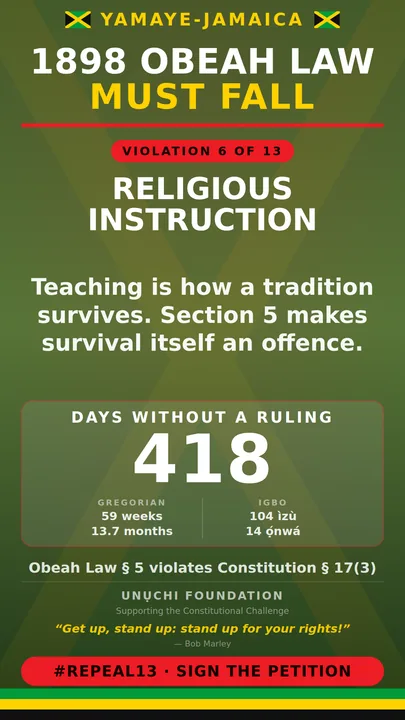 YAMAYE-JAMAICA
1898 OBEAH LAW
MUST FALL
VIOLATION 6 OF 13
RELIGIOUS
INSTRUCTION
Teaching is how a tradition
survives. Section 5 makes
survival itself an offence.
DAYS WITHOUT A RULING
418
GREGORIAN
59 weeks
13.7 months
IGBO
104 ìzù
14 ọ́nwá
Obeah Law § 5 violates Constitution § 17(3)
UNỤCHI FOUNDATION
Supporting the Constitutional Challenge
“Get up, stand up: stand up for your rights!”
— Bob Marley
#REPEAL13 · SIGN THE PETITION